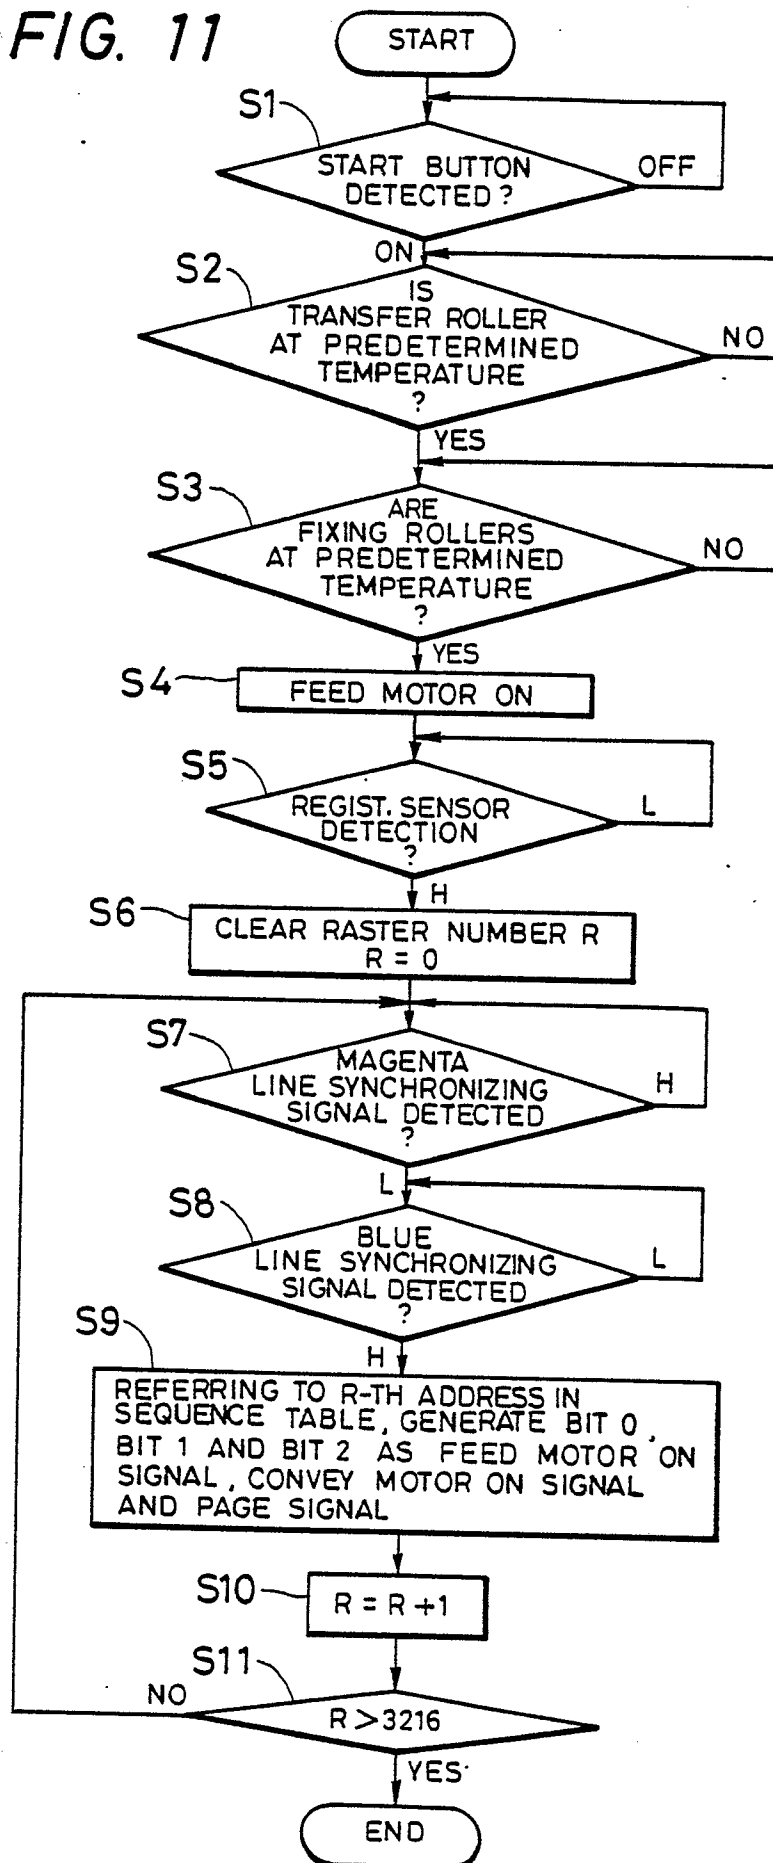 FIG. 11
START
S1
START BUTTON
DETECTED?
OFF
ON
S2
IS
TRANSFER ROLLER
AT PREDETERMINED
TEMPERATURE
?
NO
YES
S3
ARE
FIXING ROLLERS
AT PREDETERMINED
TEMPERATURE
?
NO
YES
S4
FEED MOTOR ON
S5
REGIST. SENSOR
DETECTION
?
L
H
S6
CLEAR RASTER NUMBER R
R = 0
S7
MAGENTA
LINE SYNCHRONIZING
SIGNAL DETECTED
?
H
L
S8
BLUE
LINE SYNCHRONIZING
SIGNAL DETECTED
?
L
H
S9
REFERRING TO R-TH ADDRESS IN
SEQUENCE TABLE, GENERATE BIT 0,
BIT 1 AND BIT 2 AS FEED MOTOR ON
SIGNAL, CONVEY MOTOR ON SIGNAL
AND PAGE SIGNAL
S10
R = R +1
S11
R > 3216
NO
YES
END